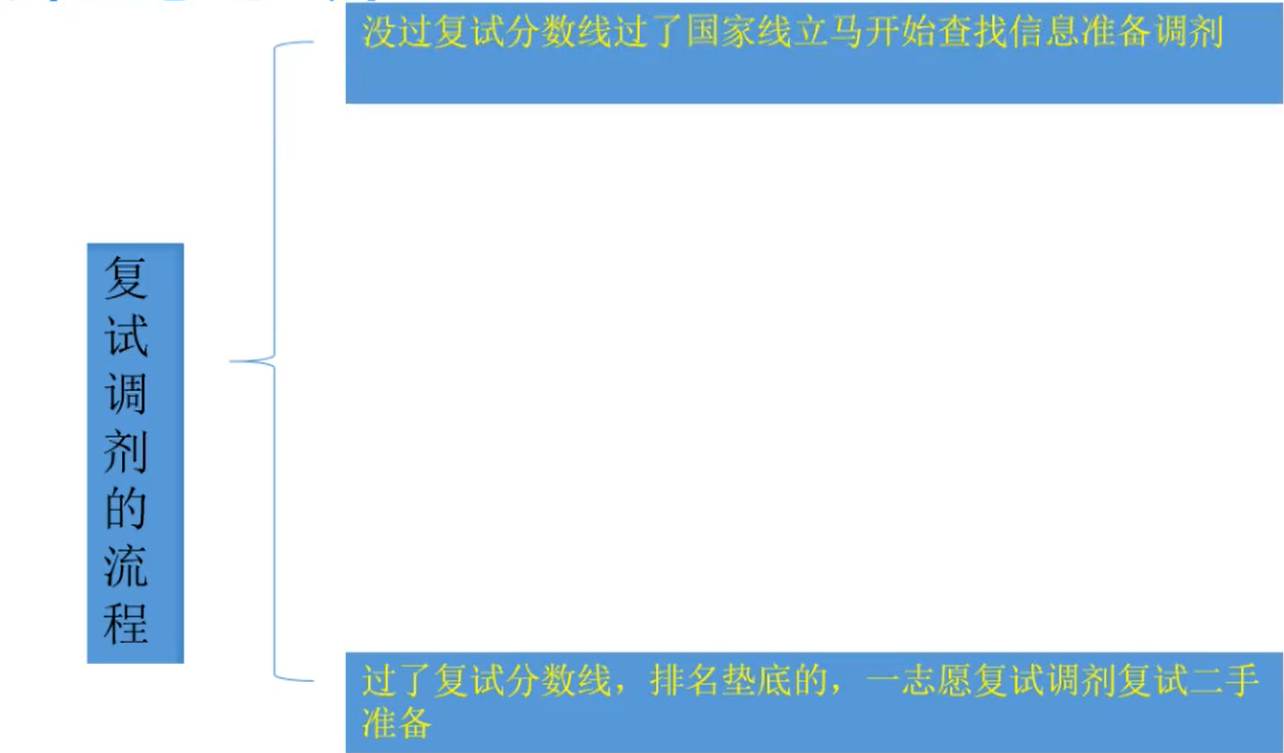 没过复试分数线过了国家线立马开始查找信息准备调剂
复试调剂的流程
过了复试分数线，排名垫底的，一志愿复试调剂复试二手
准备